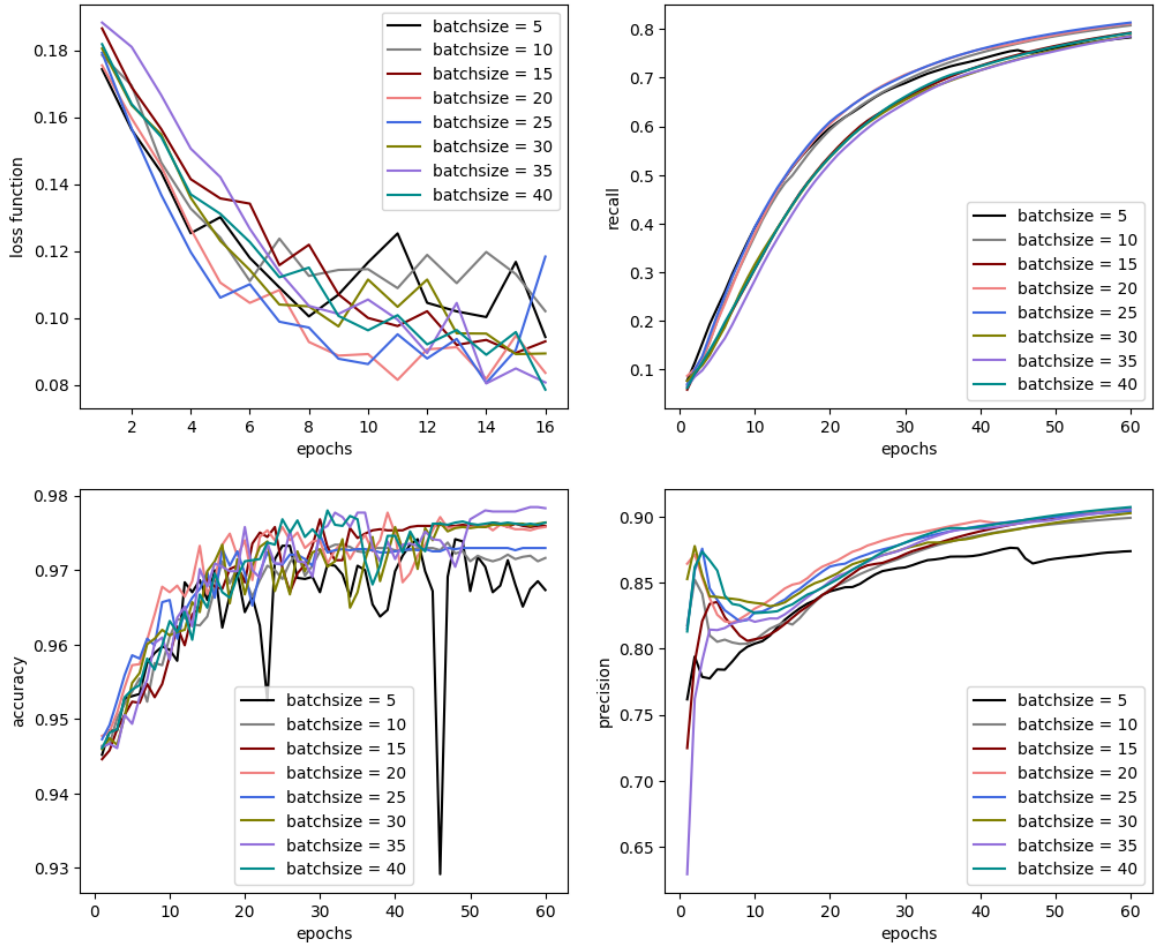 0.18
0.16
0.14
0.12
0.10
0.08
loss function
2
4
6
8
10
12
14
16
epochs
batchsize = 5
batchsize = 10
batchsize = 15
batchsize = 20
batchsize = 25
batchsize = 30
batchsize = 35
batchsize = 40
0.8
0.7
0.6
0.5
0.4
0.3
0.2
0.1
recall
0
10
20
30
40
50
60
epochs
batchsize = 5
batchsize = 10
batchsize = 15
batchsize = 20
batchsize = 25
batchsize = 30
batchsize = 35
batchsize = 40
0.98
0.97
0.96
0.95
0.94
0.93
accuracy
0
10
20
30
40
50
60
epochs
batchsize = 5
batchsize = 10
batchsize = 15
batchsize = 20
batchsize = 25
batchsize = 30
batchsize = 35
batchsize = 40
0.90
0.85
0.80
0.75
0.70
0.65
precision
0
10
20
30
40
50
60
epochs
batchsize = 5
batchsize = 10
batchsize = 15
batchsize = 20
batchsize = 25
batchsize = 30
batchsize = 35
batchsize = 40